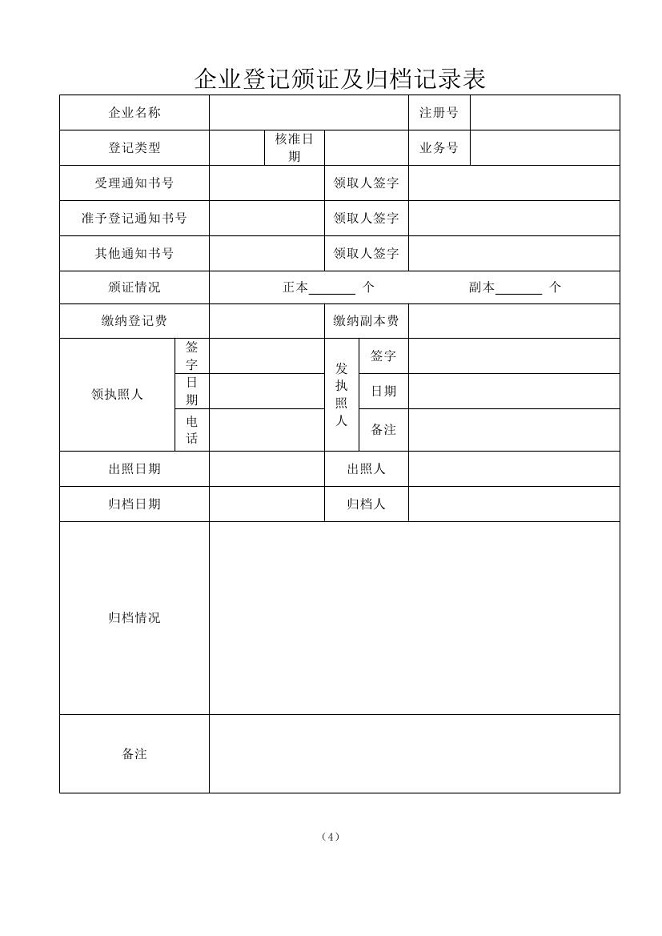 企业登记颁证及归档记录表
企业名称 注册号
登记类型 核准日期 业务号
受理通知书号 领取人签字
准予登记通知书号 领取人签字
其他通知书号 领取人签字
颁证情况 正本______ 个 副本______ 个
缴纳登记费 缴纳副本费
领执照人 签字 发执照人 签字
日期 日期
电话 备注
出照日期 出照人
归档日期 归档人
归档情况
备注
（4）